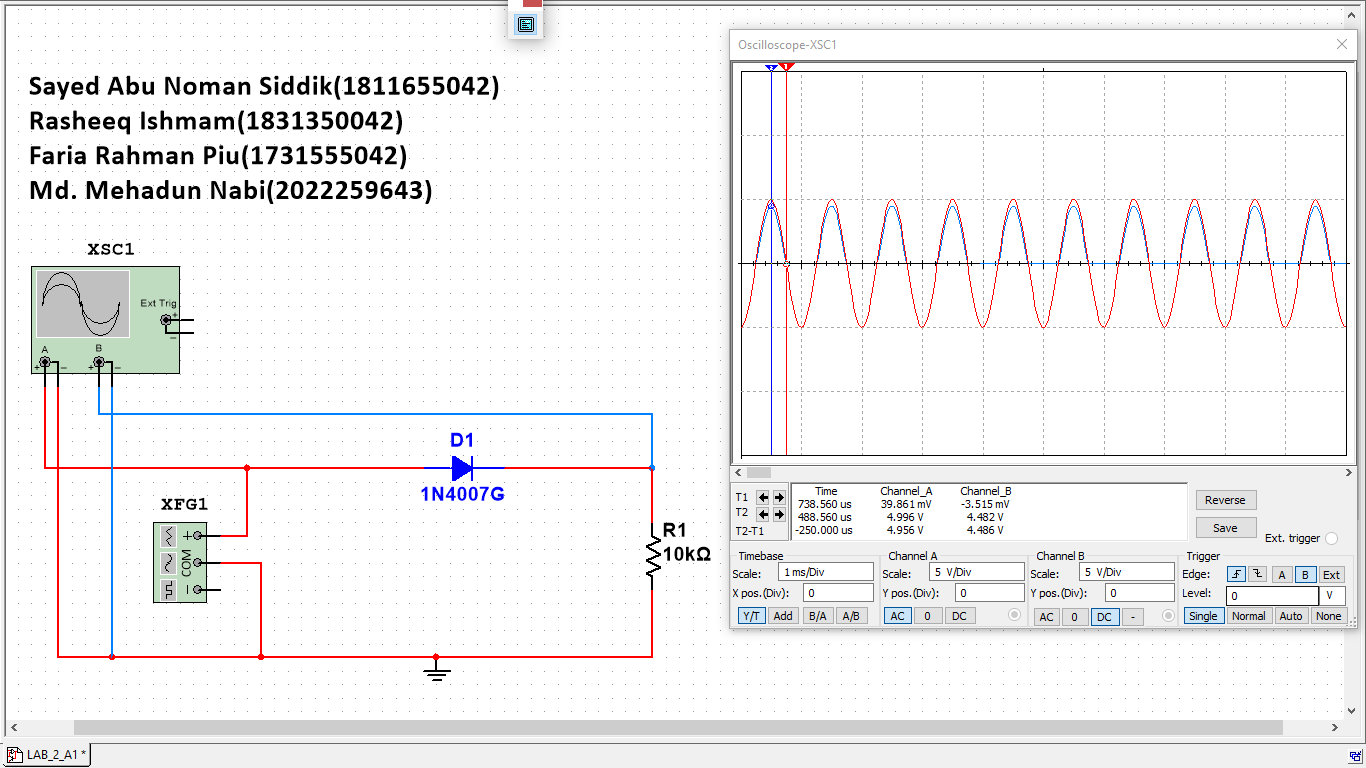 Sayed Abu Noman Siddik(1811655042)
Rasheeq Ishmam(1831350042)
Faria Rahman Piu(1731555042)
Md. Mehadun Nabi(2022259643)
XSC1
Ext Trig
+
−
A
B
+ − + −
D1
1N4007G
XFG1
+
COM
−
R1
10kΩ
Oscilloscope-XSC1
2 1
Time Channel_A Channel_B
T1 738.560 us 39.861 mV -3.515 mV
T2 488.560 us 4.996 V 4.482 V
T2-T1 -250.000 us 4.956 V 4.486 V
Reverse
Save
Ext. trigger
Timebase
Scale: 1 ms/Div
X pos.(Div): 0
Y/T Add B/A A/B
Channel A
Scale: 5 V/Div
Y pos.(Div): 0
AC 0 DC
Channel B
Scale: 5 V/Div
Y pos.(Div): 0
AC 0 DC -
Trigger
Edge: A B Ext
Level: 0 V
Single Normal Auto None
LAB_2_A1 *